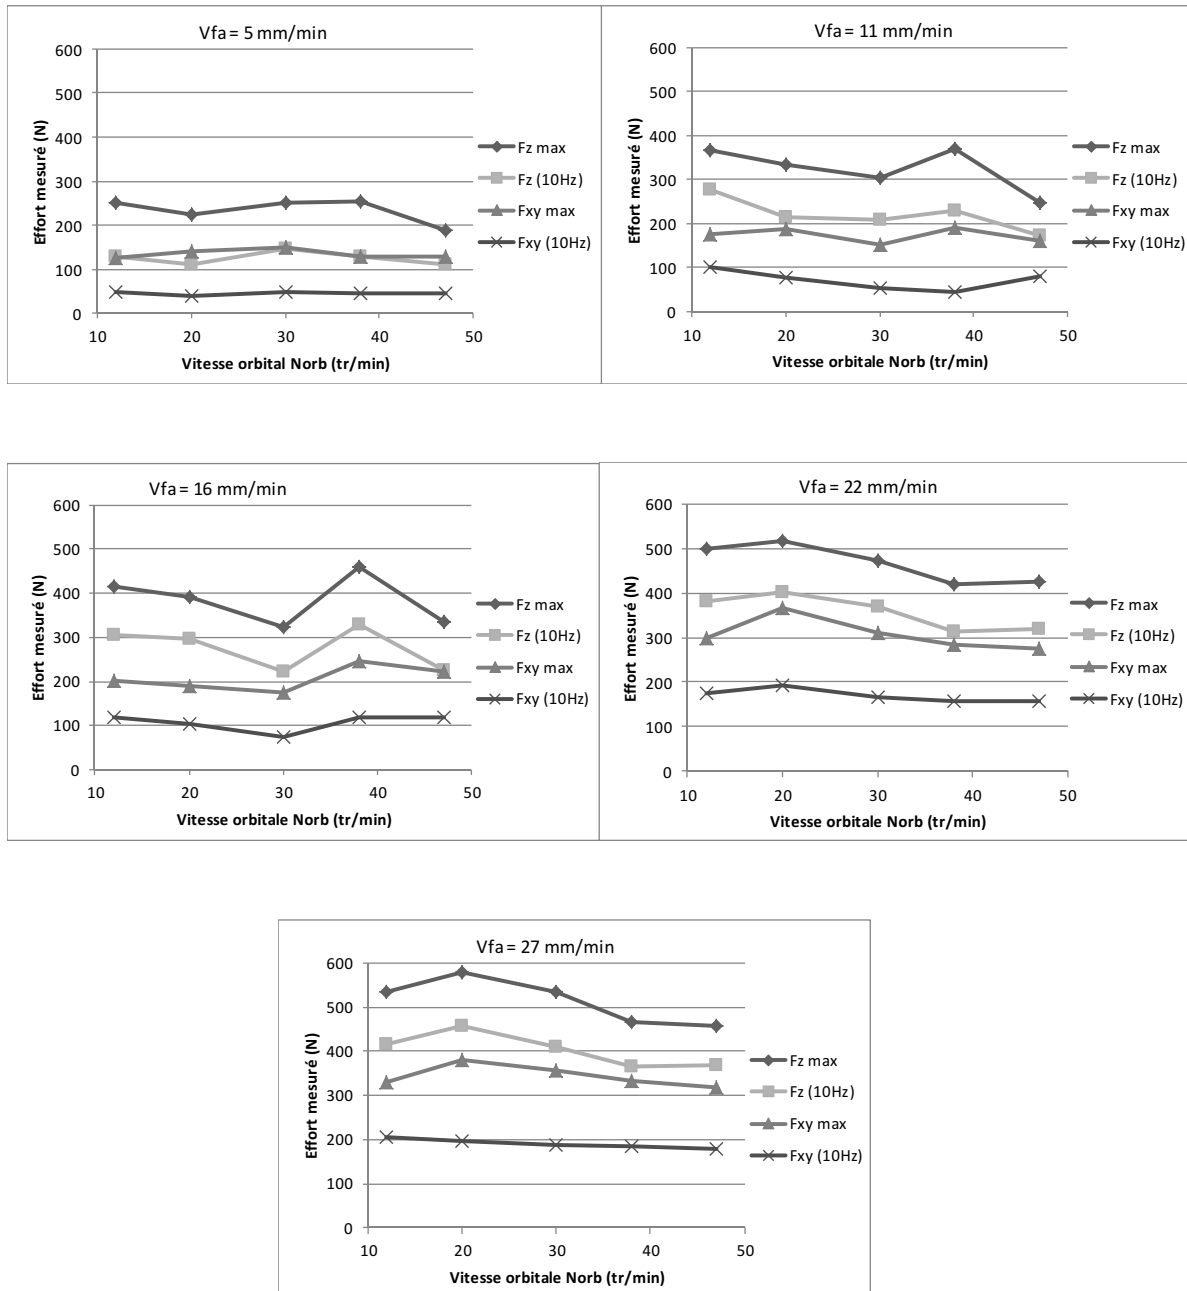 Vfa = 5 mm/min
600
500
400
300
200
100
0
10 20 30 40 50
Effort mesuré (N)
Vitesse orbital Norb (tr/min)
Fz max
Fz (10Hz)
Fxy max
Fxy (10Hz)
Vfa = 11 mm/min
600
500
400
300
200
100
0
10 20 30 40 50
Effort mesuré (N)
Vitesse orbitale Norb (tr/min)
Fz max
Fz (10Hz)
Fxy max
Fxy (10Hz)
Vfa = 16 mm/min
600
500
400
300
200
100
0
10 20 30 40 50
Effort mesuré (N)
Vitesse orbitale Norb (tr/min)
Fz max
Fz (10Hz)
Fxy max
Fxy (10Hz)
Vfa = 22 mm/min
600
500
400
300
200
100
0
10 20 30 40 50
Effort mesuré (N)
Vitesse orbitale Norb (tr/min)
Fz max
Fz (10Hz)
Fxy max
Fxy (10Hz)
Vfa = 27 mm/min
600
500
400
300
200
100
0
10 20 30 40 50
Effort mesuré (N)
Vitesse orbitale Norb (tr/min)
Fz max
Fz (10Hz)
Fxy max
Fxy (10Hz)